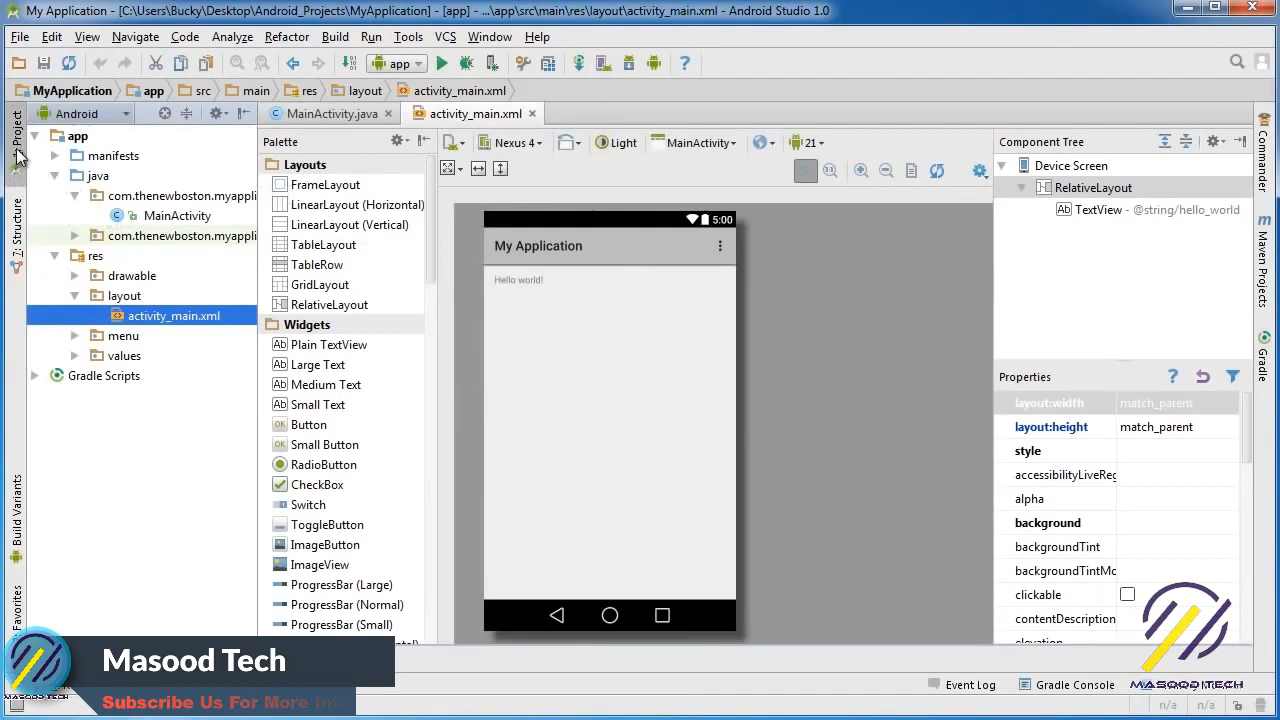 My Application - [C:\Users\Bucky\Desktop\Android_Projects\MyApplication] - [app] - ...\app\src\main\res\layout\activity_main.xml - Android Studio 1.0
File Edit View Navigate Code Analyze Refactor Build Run Tools VCS Window Help
app
MyApplication app src main res layout activity_main.xml
Android
MainActivity.java activity_main.xml
Project
Z: Structure
Build Variants
Favorites
app
manifests
java
com.thenewboston.myappli
MainActivity
com.thenewboston.myappli
res
drawable
layout
activity_main.xml
menu
values
Gradle Scripts
Palette
Layouts
FrameLayout
LinearLayout (Horizontal)
LinearLayout (Vertical)
TableLayout
TableRow
GridLayout
RelativeLayout
Widgets
Plain TextView
Large Text
Medium Text
Small Text
Button
Small Button
RadioButton
CheckBox
Switch
ToggleButton
ImageButton
ImageView
ProgressBar (Large)
ProgressBar (Normal)
ProgressBar (Small)
Nexus 4 Light MainActivity 21
5:00
My Application
Hello world!
Component Tree
Device Screen
RelativeLayout
TextView - @string/hello_world
Properties
layout:width match_parent
layout:height match_parent
style
accessibilityLiveReg
alpha
background
backgroundTint
backgroundTintMo
clickable
contentDescription
elevation
Commander
Maven Projects
Gradle
Event Log Gradle Console
n/a n/a
Masood Tech
Subscribe Us For More In
MASOODTECH
MASOODTECH